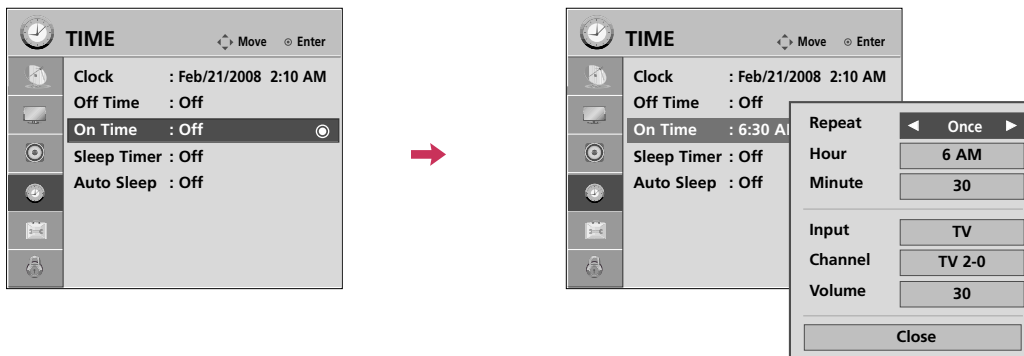 TIME
Move Enter
Clock : Feb/21/2008 2:10 AM
Off Time : Off
On Time : Off
Sleep Timer : Off
Auto Sleep : Off
TIME
Move Enter
Clock : Feb/21/2008 2:10 AM
Off Time : Off
On Time : 6:30 A
Sleep Timer : Off
Auto Sleep : Off
Repeat ◀ Once ▶
Hour 6 AM
Minute 30
Input TV
Channel TV 2-0
Volume 30
Close